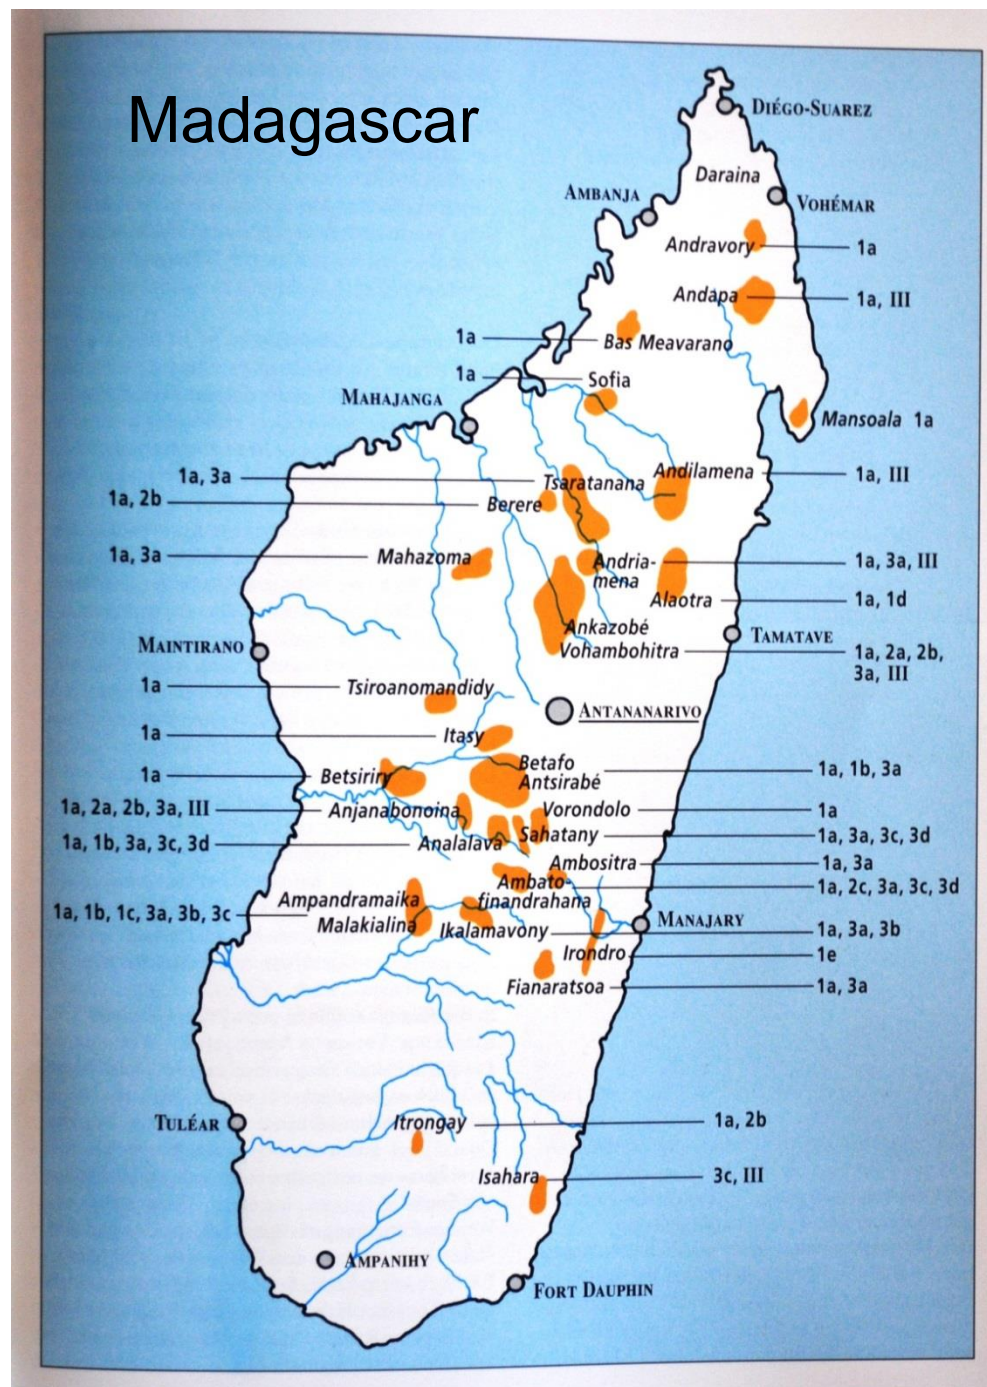 Madagascar
DIÉGO-SUAREZ
Daraina
AMBANJA
VOHÉMAR
Andravory
1a
Andapa
1a, III
1a
Bas Meavarano
1a
Sofia
MAHAJANGA
Mansoala 1a
1a, 3a
Tsaratanana
Andilamena
1a, III
1a, 2b
Berere
1a, 3a
Mahazoma
Andria-
mena
1a, 3a, III
Alaotra
1a, 1d
Ankazobé
TAMATAVE
MAINTIRANO
Vohambohitra
1a, 2a, 2b,
3a, III
1a
Tsiroanomandidy
ANTANANARIVO
1a
Itasy
1a
Betsiriry
Betafo
Antsirabé
1a, 1b, 3a
1a, 2a, 2b, 3a, III
Anjanabonoina
Vorondolo
1a
1a, 1b, 3a, 3c, 3d
Analalava
Sahatany
1a, 3a, 3c, 3d
Ambositra
1a, 3a
Ambato-
finandrahana
1a, 2c, 3a, 3c, 3d
Ampandramaika
1a, 1b, 1c, 3a, 3b, 3c
Malakialina
MANAJARY
Ikalamavony
1a, 3a, 3b
Irondro
1e
Fianaratsoa
1a, 3a
TULÉAR
Itrongay
1a, 2b
Isahara
3c, III
AMPANIHY
FORT DAUPHIN